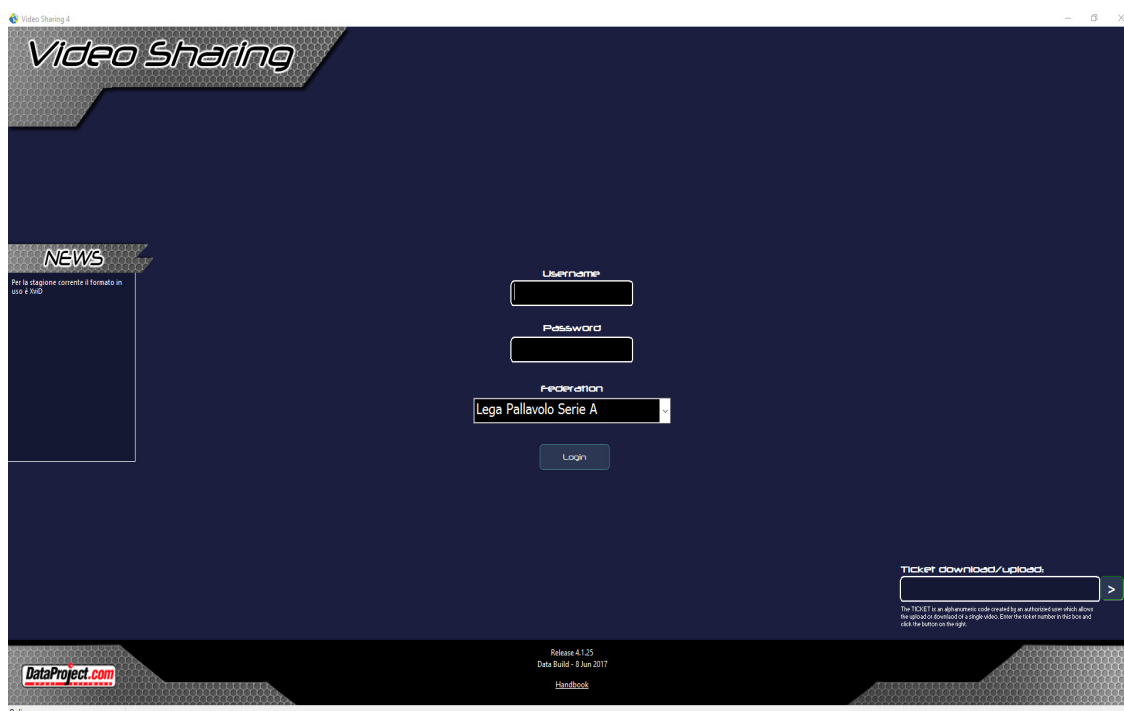 Video Sharing 4
Video Sharing
NEWS
Per la stagione corrente il formato in
uso é XviD
Username
Password
Federation
Lega Pallavolo Serie A
Login
Ticket download/upload:
>
The TICKET is an alphanumeric code created by an authorizied user which allows
the upload or downlaod of a single video. Enter the ticket number in this box and
click the button on the right.
DataProject.com
Release 4.1.25
Data Build - 8 Jun 2017
Handbook